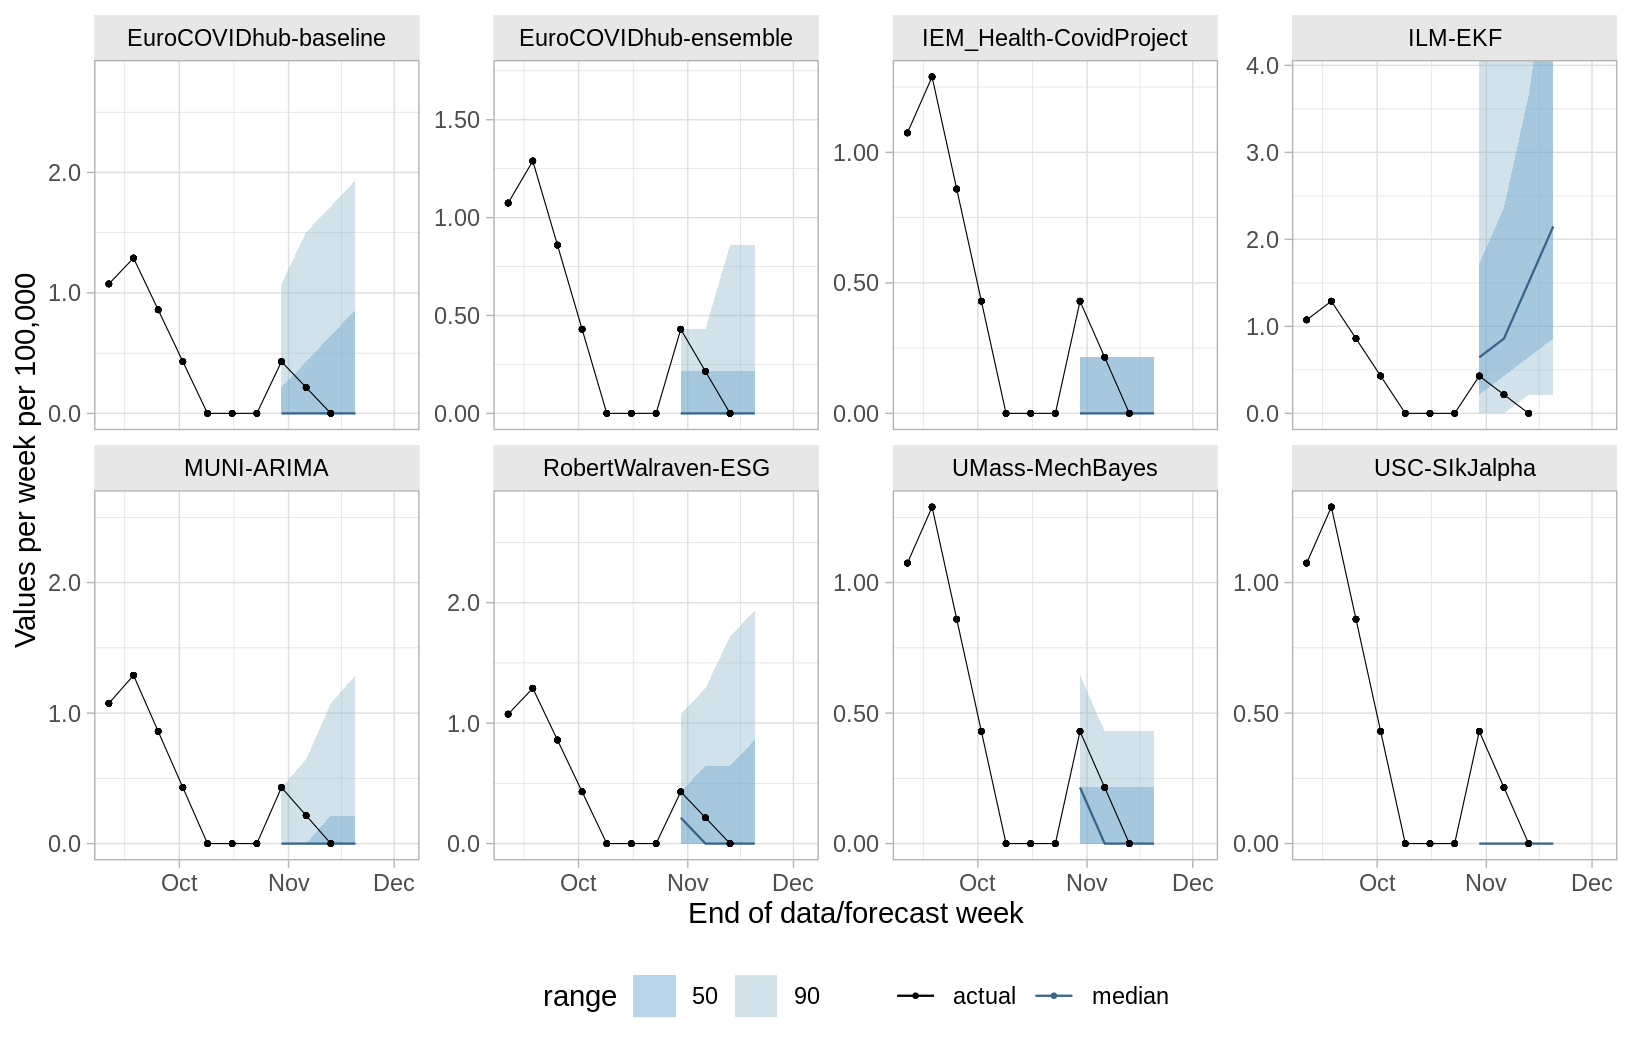 EuroCOVIDhub-baseline
EuroCOVIDhub-ensemble
IEM_Health-CovidProject
ILM-EKF
2.0
1.0
0.0
1.50
1.00
0.50
0.00
1.00
0.50
0.00
4.0
3.0
2.0
1.0
0.0
Values per week per 100,000
MUNI-ARIMA
RobertWalraven-ESG
UMass-MechBayes
USC-SIkJalpha
2.0
1.0
0.0
2.0
1.0
0.0
1.00
0.50
0.00
1.00
0.50
0.00
Oct Nov Dec
Oct Nov Dec
Oct Nov Dec
Oct Nov Dec
End of data/forecast week
range 50 90 actual median